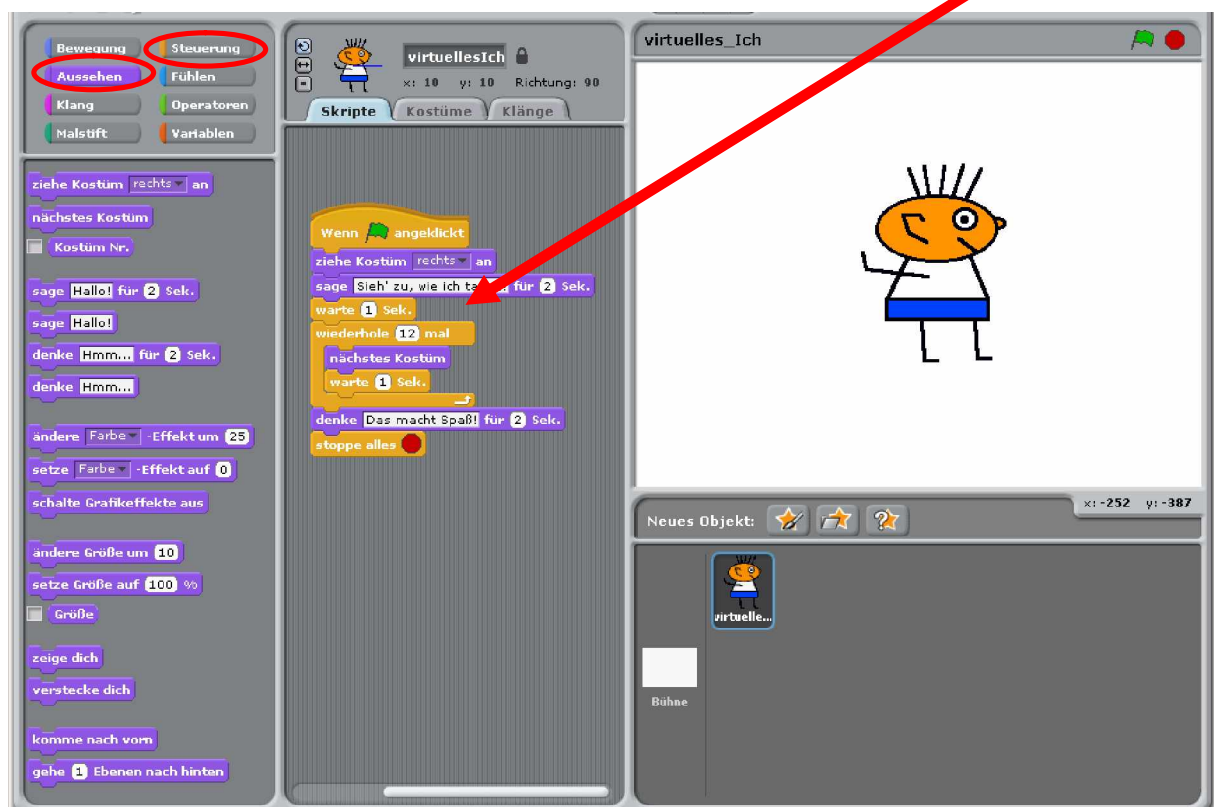 Bewegung Steuerung
Aussehen Fühlen
Klang Operatoren
Malstift Variablen
ziehe Kostüm rechts an
nächstes Kostüm
Kostüm Nr.
sage Hallo! für 2 Sek.
sage Hallo!
denke Hmm... für 2 Sek.
denke Hmm...
ändere Farbe -Effekt um 25
setze Farbe -Effekt auf 0
schalte Grafikeffekte aus
ändere Größe um 10
setze Größe auf 100 %
Größe
zeige dich
verstecke dich
komme nach vorn
gehe 1 Ebenen nach hinten
virtuellesIch
x: 10 y: 10 Richtung: 90
Skripte Kostüme Klänge
Wenn angeklickt
ziehe Kostüm rechts an
sage Sieh' zu, wie ich für 2 Sek.
warte 1 Sek.
wiederhole 12 mal
nächstes Kostüm
warte 1 Sek.
denke Das macht Spaß! für 2 Sek.
stoppe alles
virtuelles_Ich
x: -252 y: -387
Neues Objekt:
virtuelle...
Bühne